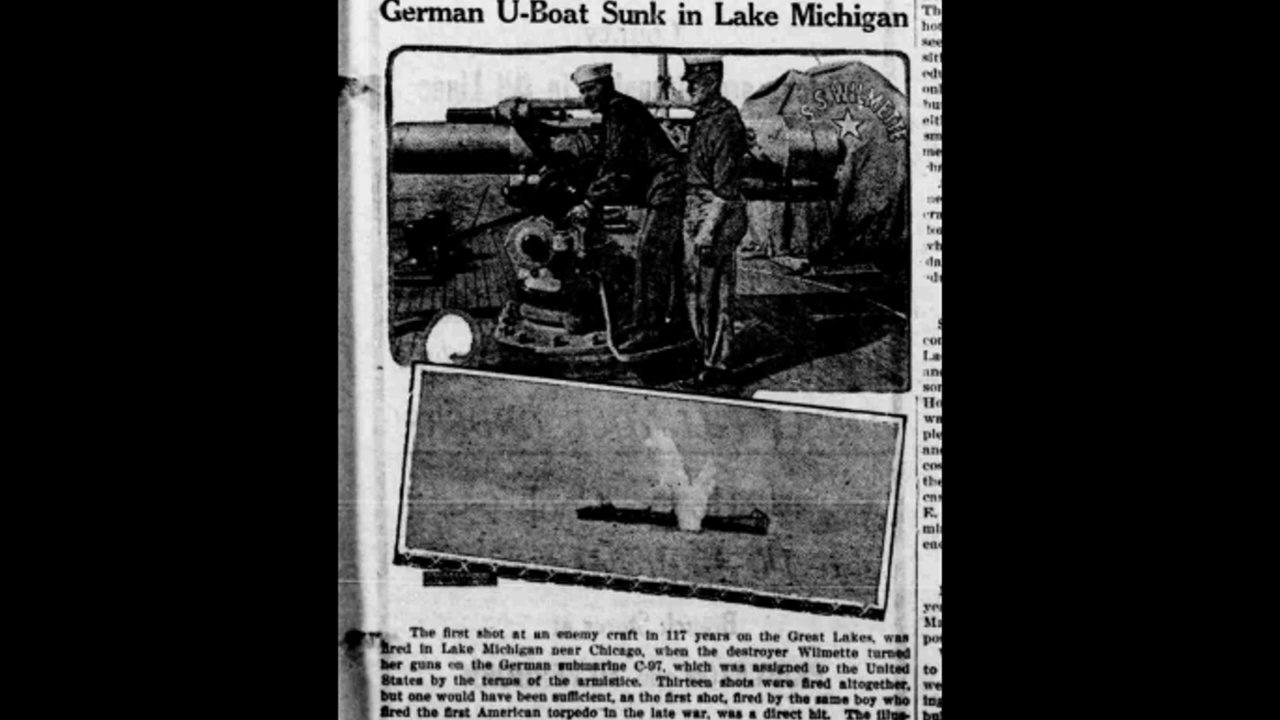 German U-Boat Sunk in Lake Michigan
S.S. WILMETTE
The first shot at an enemy craft in 117 years on the Great Lakes, was
fired in Lake Michigan near Chicago, when the destroyer Wilmette turned
her guns on the German submarine C-97, which was assigned to the United
States by the terms of the armistice. Thirteen shots were fired altogether,
but one would have been sufficient, as the first shot, fired by the same boy who
fired the first American torpedo in the late war, was a direct hit. The illus-